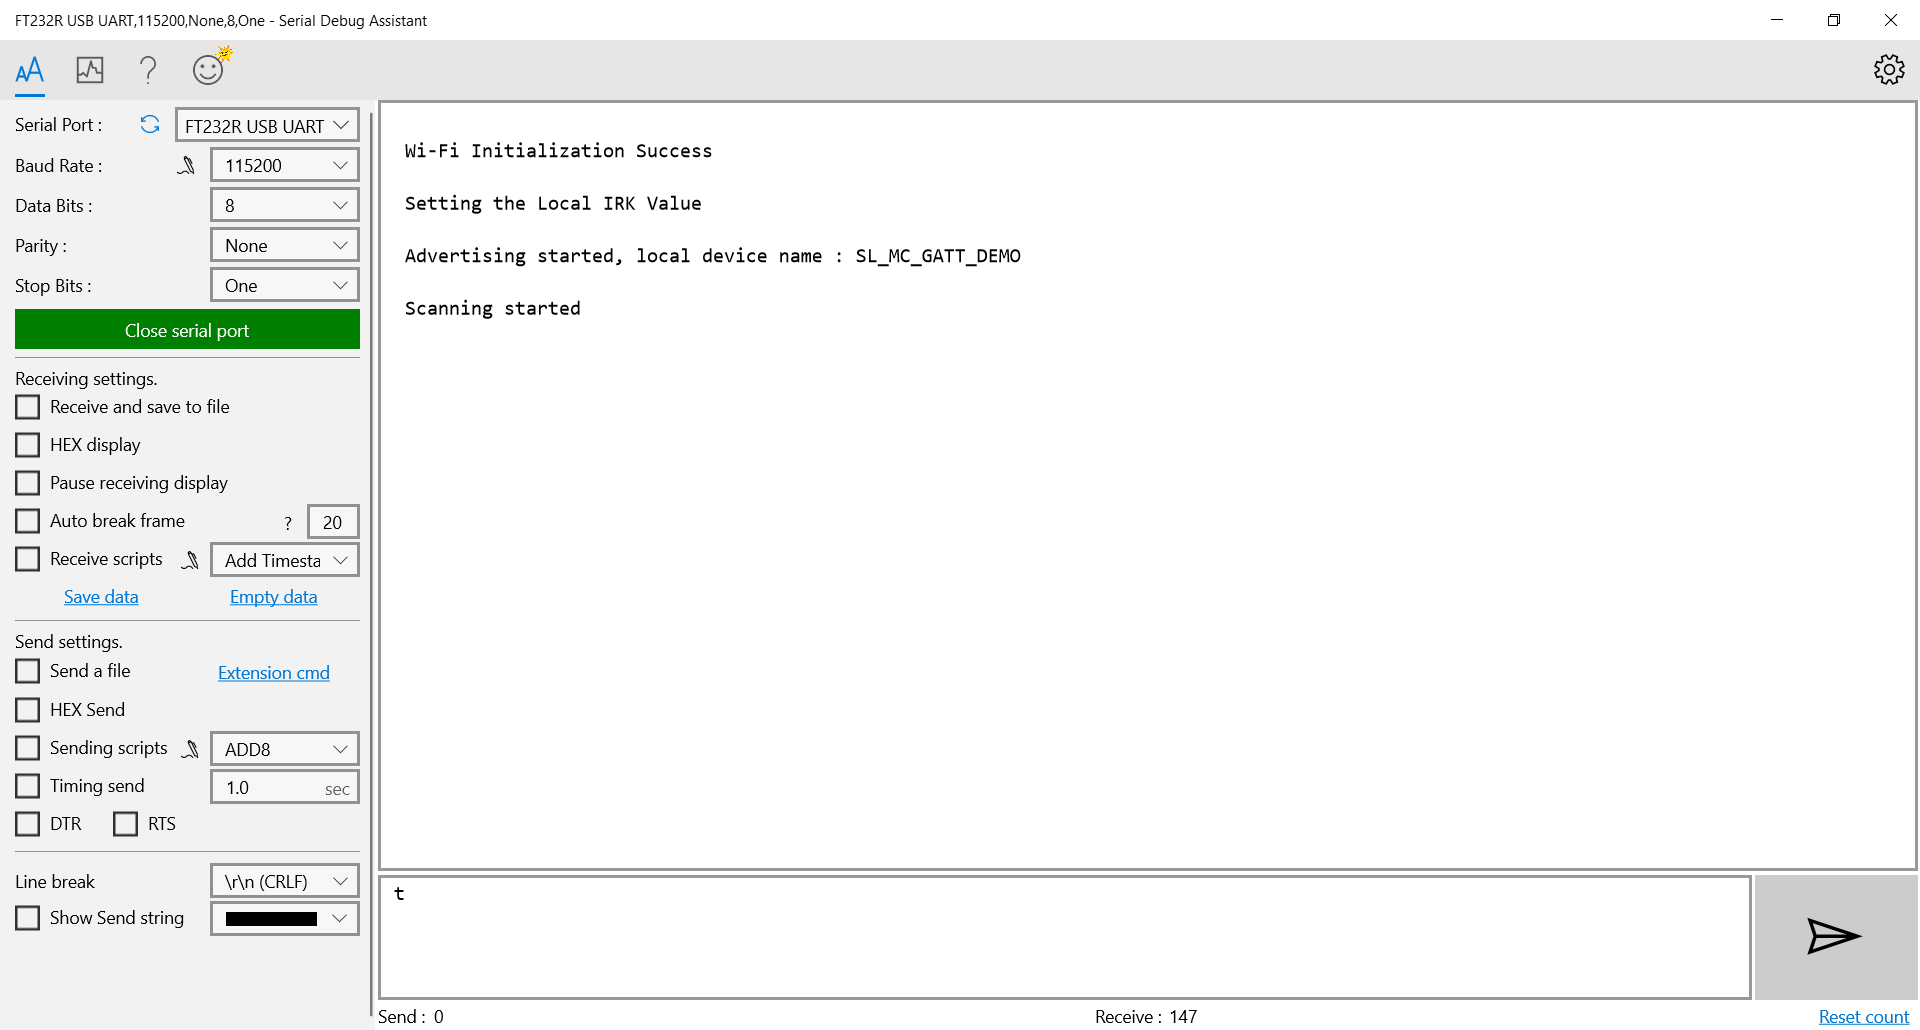 FT232R USB UART,115200,None,8,One - Serial Debug Assistant
Serial Port :
FT232R USB UART
Baud Rate :
115200
Data Bits :
8
Parity :
None
Stop Bits :
One
Close serial port
Receiving settings.
Receive and save to file
HEX display
Pause receiving display
Auto break frame
?
20
Receive scripts
Add Timesta
Save data
Empty data
Send settings.
Send a file
Extension cmd
HEX Send
Sending scripts
ADD8
Timing send
1.0
sec
DTR
RTS
Line break
\r\n (CRLF)
Show Send string
Wi-Fi Initialization Success
Setting the Local IRK Value
Advertising started, local device name : SL_MC_GATT_DEMO
Scanning started
t
Send : 0
Receive : 147
Reset count